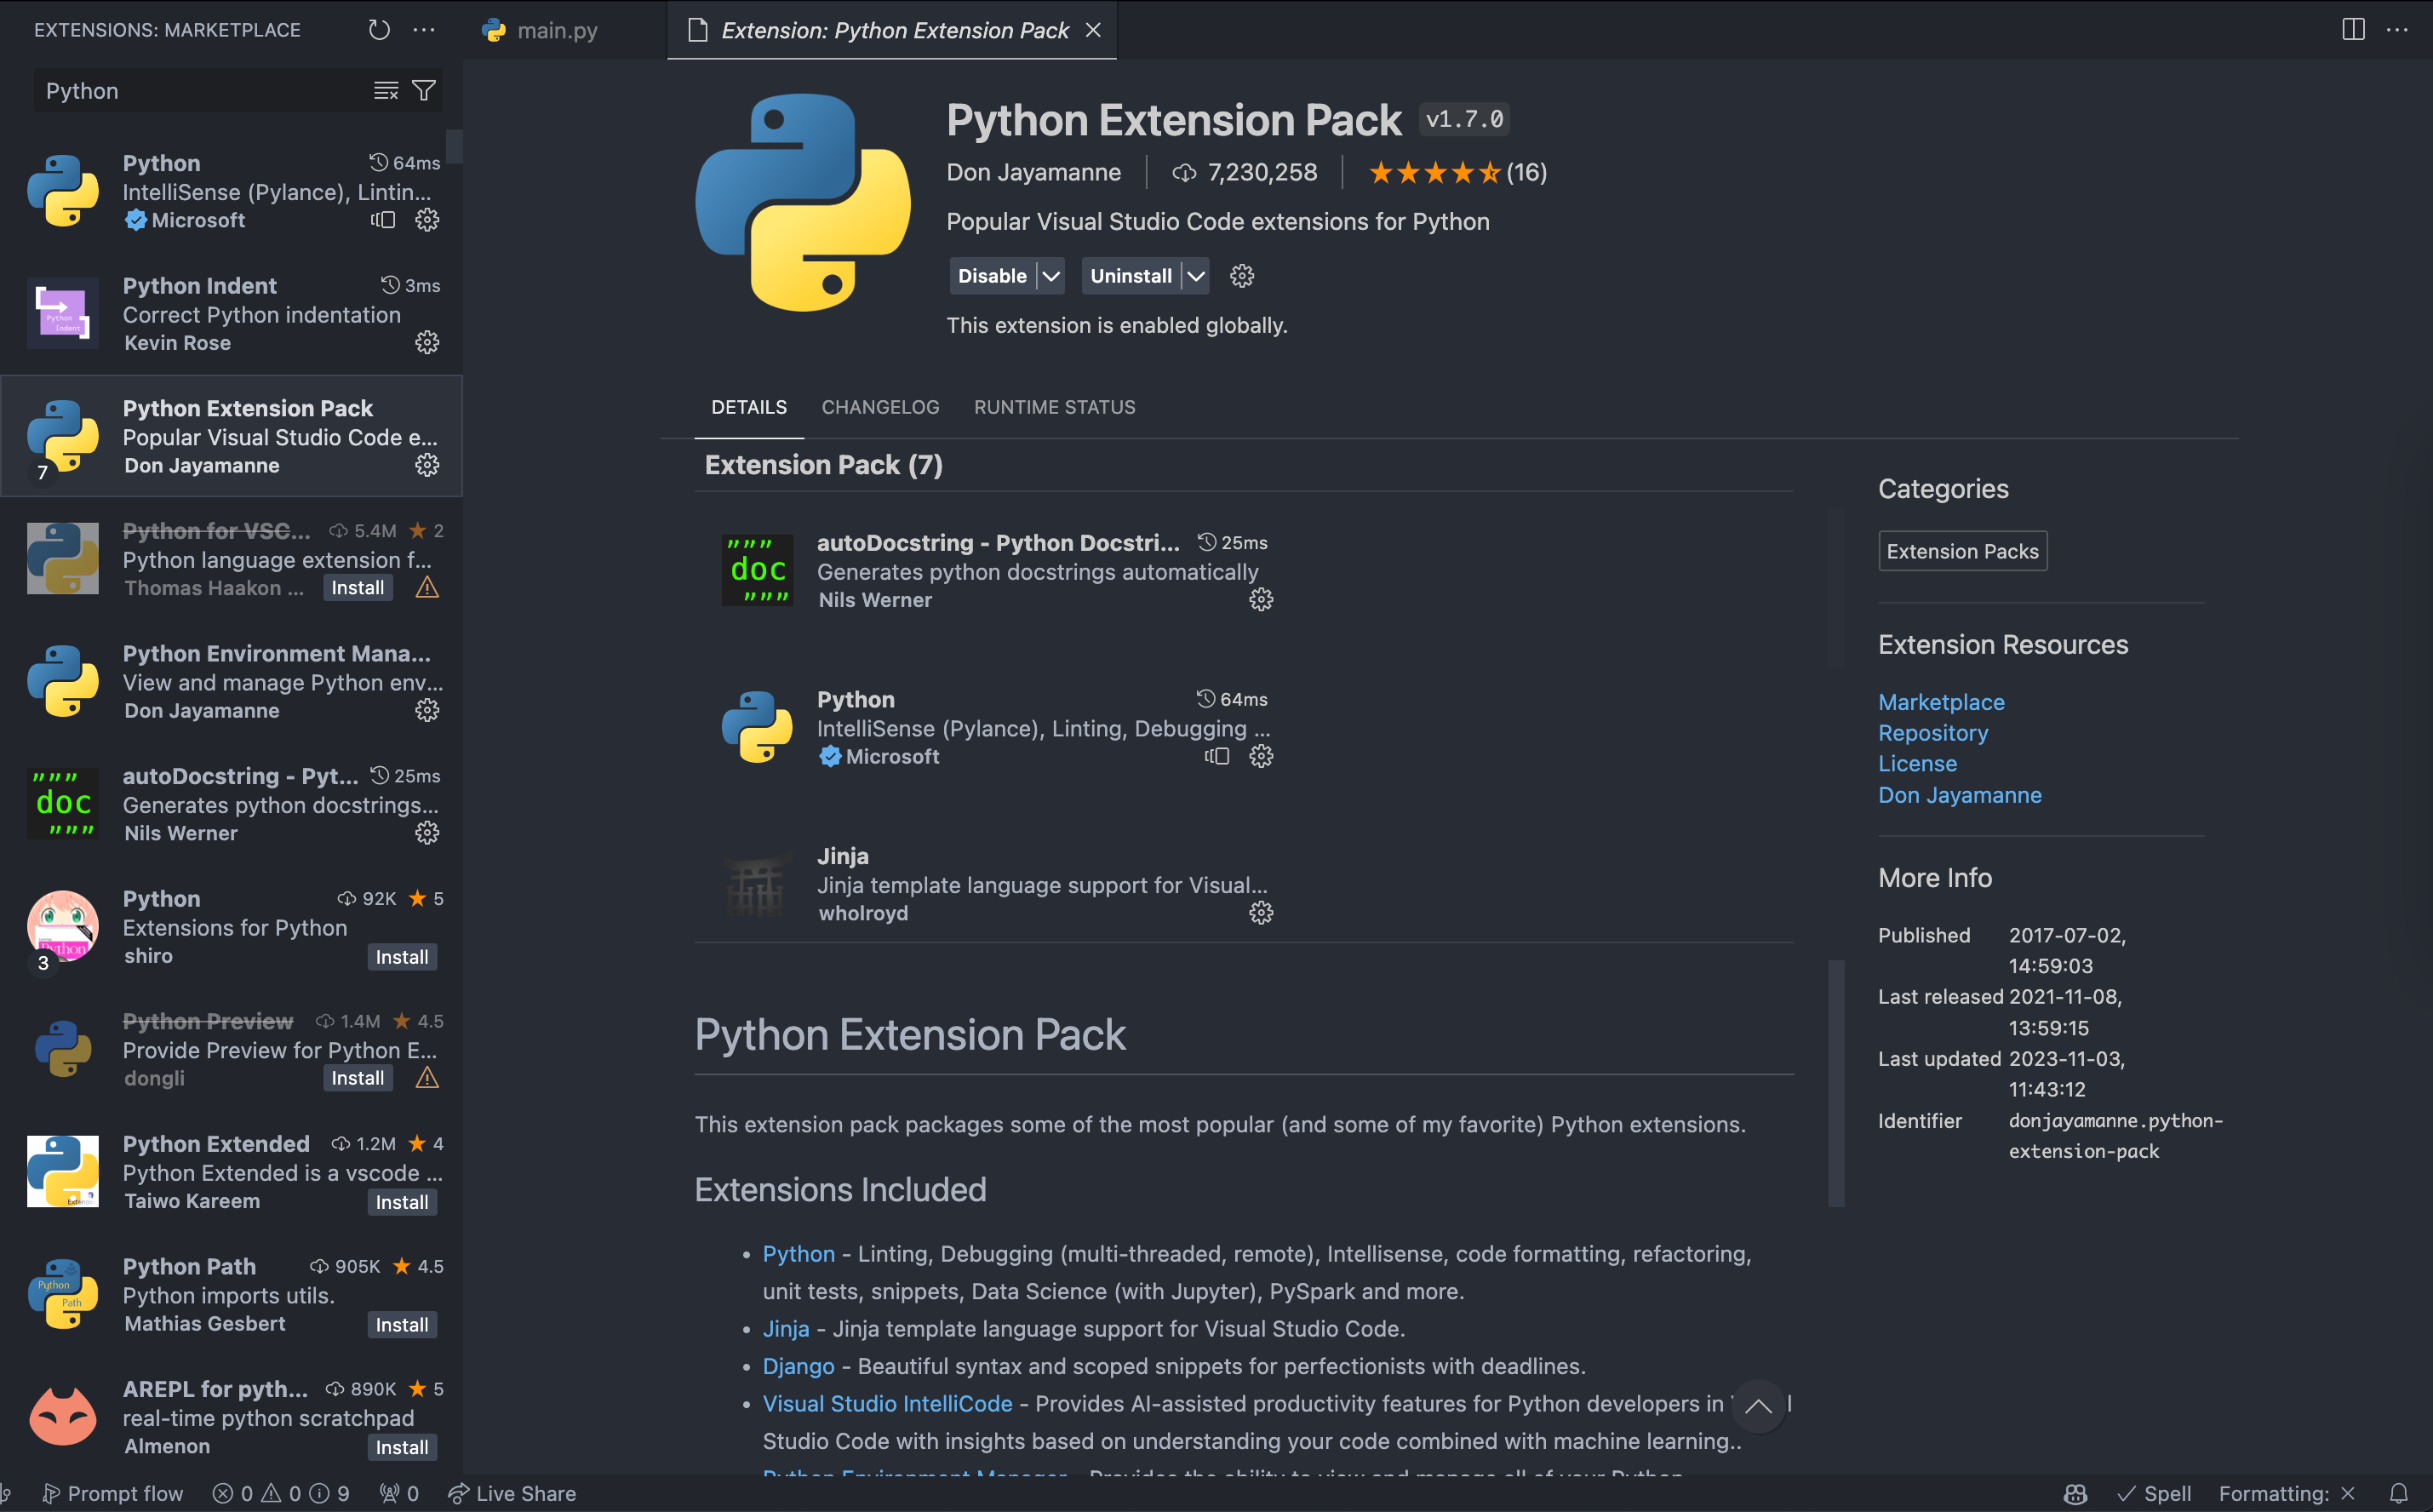 EXTENSIONS: MARKETPLACE
Python
Python 64ms
IntelliSense (Pylance), Lintin...
Microsoft
Python Indent 3ms
Correct Python indentation
Kevin Rose
Python Extension Pack
Popular Visual Studio Code e...
Don Jayamanne
7
Python for VSC... 5.4M 2
Python language extension f...
Thomas Haakon ... Install
Python Environment Mana...
View and manage Python env...
Don Jayamanne
autoDocstring - Pyt... 25ms
Generates python docstrings...
Nils Werner
Python 92K 5
Extensions for Python
shiro Install
3
Python Preview 1.4M 4.5
Provide Preview for Python E...
dongli Install
Python Extended 1.2M 4
Python Extended is a vscode ...
Taiwo Kareem Install
Python Path 905K 4.5
Python imports utils.
Mathias Gesbert Install
AREPL for pyth... 890K 5
real-time python scratchpad
Almenon Install
main.py Extension: Python Extension Pack
Python Extension Pack v1.7.0
Don Jayamanne 7,230,258 (16)
Popular Visual Studio Code extensions for Python
Disable Uninstall
This extension is enabled globally.
DETAILS CHANGELOG RUNTIME STATUS
Extension Pack (7)
"""
doc
"""
autoDocstring - Python Docstri... 25ms
Generates python docstrings automatically
Nils Werner
Python 64ms
IntelliSense (Pylance), Linting, Debugging ...
Microsoft
Jinja
Jinja template language support for Visual...
wholroyd
Python Extension Pack
This extension pack packages some of the most popular (and some of my favorite) Python extensions.
Extensions Included
• Python - Linting, Debugging (multi-threaded, remote), Intellisense, code formatting, refactoring,
unit tests, snippets, Data Science (with Jupyter), PySpark and more.
• Jinja - Jinja template language support for Visual Studio Code.
• Django - Beautiful syntax and scoped snippets for perfectionists with deadlines.
• Visual Studio IntelliCode - Provides AI-assisted productivity features for Python developers in
Studio Code with insights based on understanding your code combined with machine learning..
Python Environment Manager - Provides the ability to view and manage all of your Python
Categories
Extension Packs
Extension Resources
Marketplace
Repository
License
Don Jayamanne
More Info
Published 2017-07-02,
14:59:03
Last released 2021-11-08,
13:59:15
Last updated 2023-11-03,
11:43:12
Identifier donjayamanne.python-
extension-pack
Prompt flow 0 0 9 0 Live Share Spell Formatting: